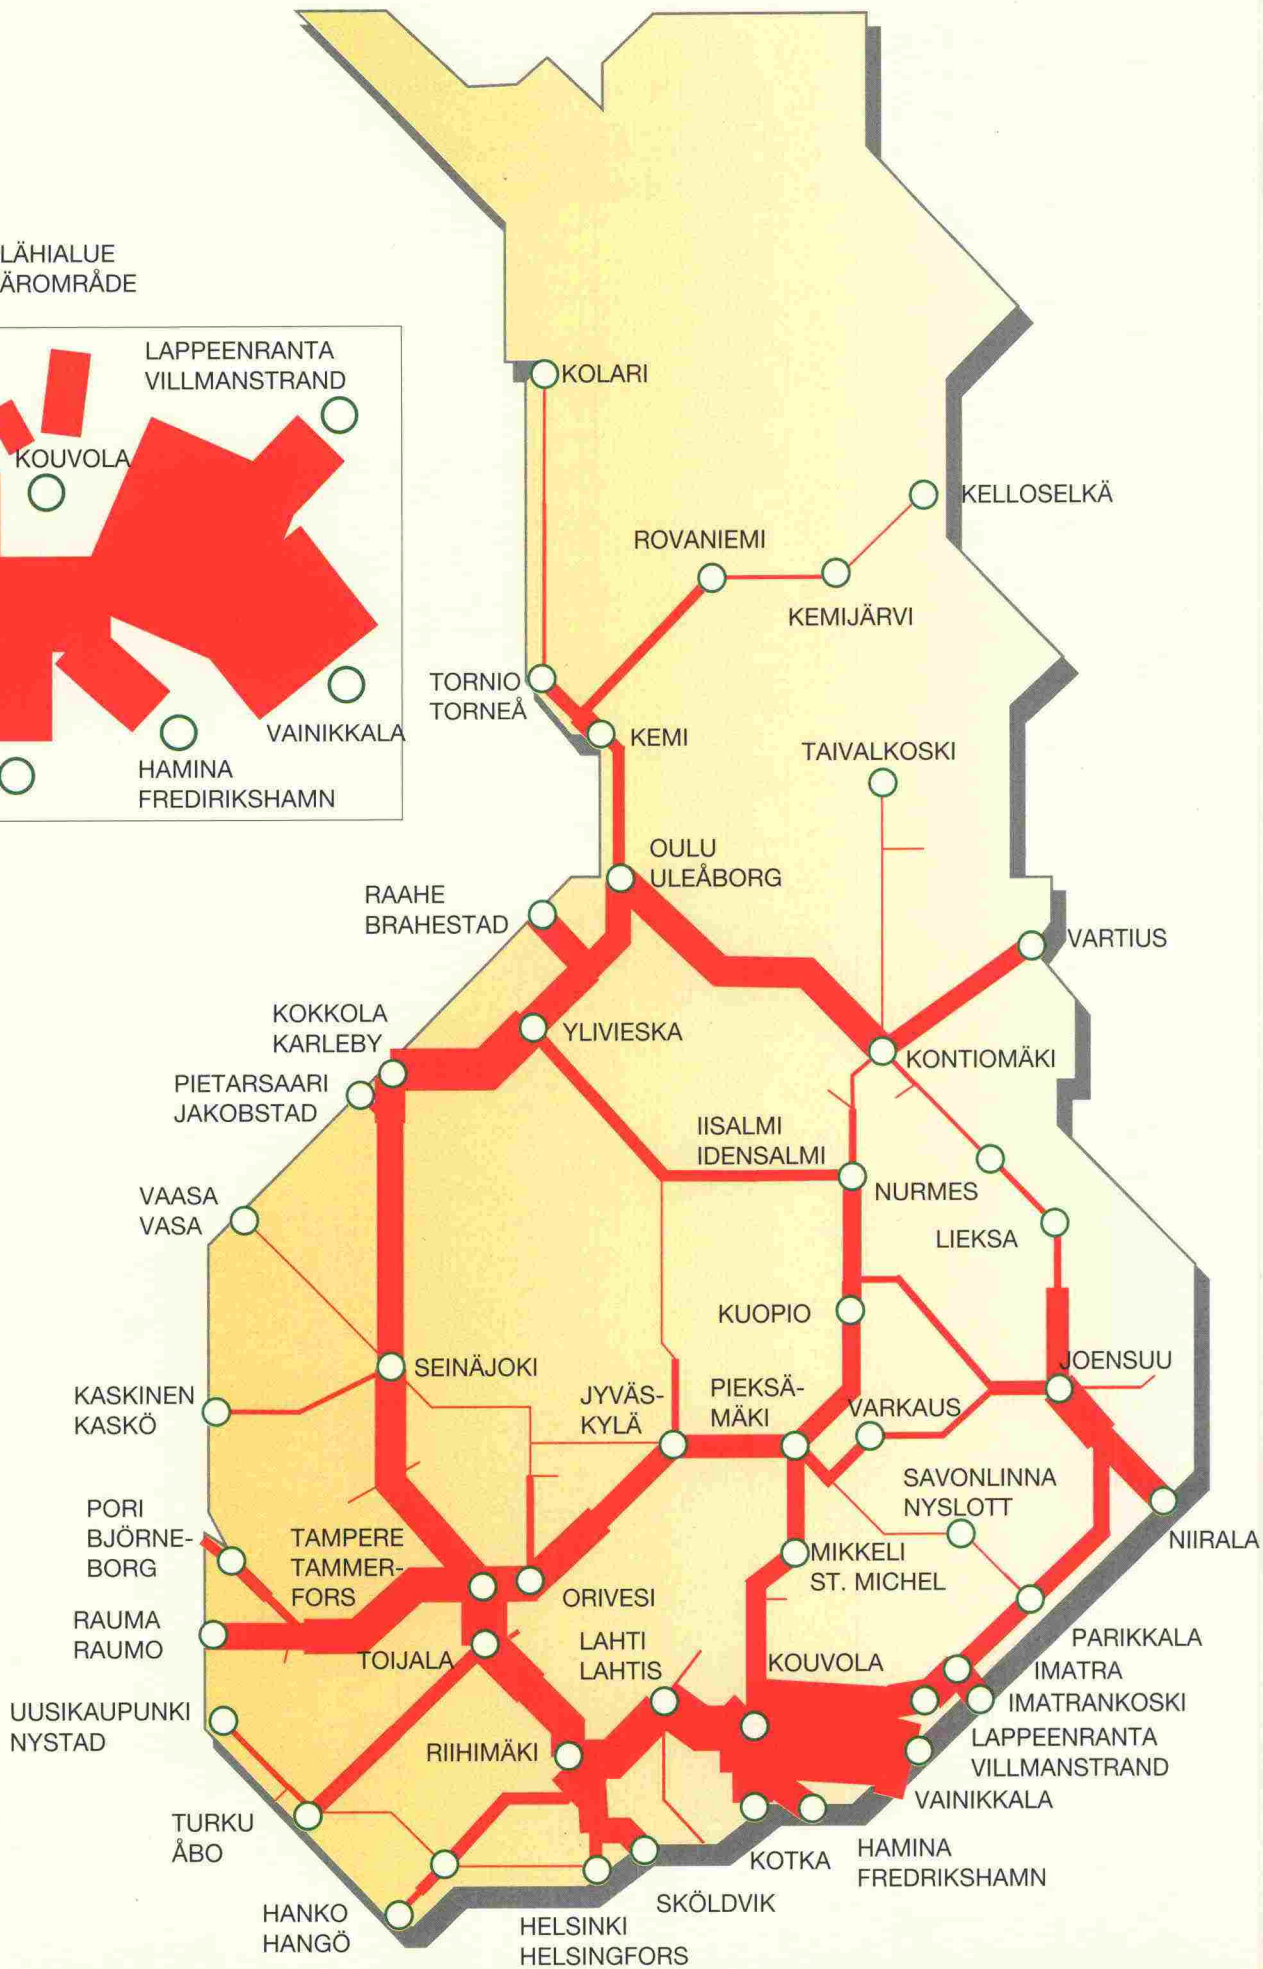 LÄHIALUE
ÄROMRÅDE
LAPPEENRANTA
VILLMANSTRAND
KOUVOLA
VAINIKKALA
HAMINA
FREDIRIKSHAMN
KOLARI
KELLOSELKÄ
ROVANIEMI
KEMIJÄRVI
TORNIO
TORNEÅ
KEMI
TAIVALKOSKI
OULU
ULEÅBORG
RAAHE
BRAHESTAD
VARTIUS
KOKKOLA
KARLEBY
YLIVIESKA
KONTIOMÄKI
PIETARSAARI
JAKOBSTAD
IISALMI
IDENSALMI
NURMES
VAASA
VASA
LIEKSA
KUOPIO
SEINÄJOKI
JOENSUU
KASKINEN
KASKÖ
JYVÄS-
KYLÄ
PIEKSÄ-
MÄKI
VARKAUS
SAVONLINNA
NYSLOTT
PORI
BJÖRNE-
BORG
TAMPERE
TAMMER-
FORS
NIIRALA
MIKKELI
ST. MICHEL
ORIVESI
RAUMA
RAUMO
TOIJALA
LAHTI
LAHTIS
KOUVOLA
PARIKKALA
IMATRA
IMATRANKOSKI
UUSIKAUPUNKI
NYSTAD
RIIHIMÄKI
LAPPEENRANTA
VILLMANSTRAND
VAINIKKALA
TURKU
ÅBO
KOTKA
HAMINA
FREDRIKSHAMN
SKÖLDVIK
HANKO
HANGÖ
HELSINKI
HELSINGFORS